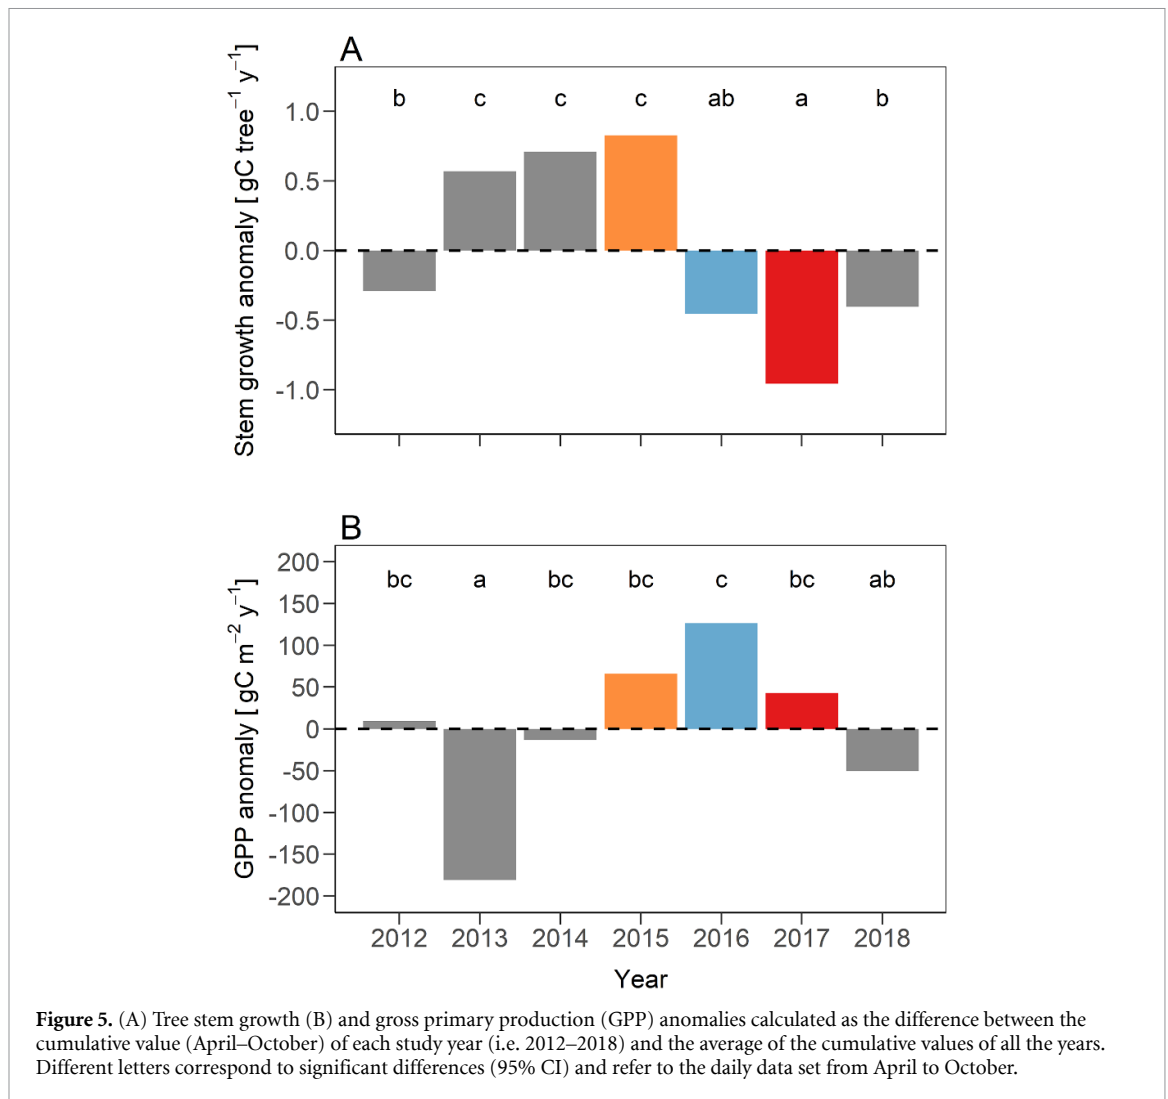 A
Stem growth anomaly [ gC tree⁻¹ y⁻¹]
b c c c ab a b
1.0
0.5
0.0
-0.5
-1.0
B
GPP anomaly [ gC m⁻² y⁻¹]
bc a bc bc c bc ab
200
150
100
50
0
-50
-100
-150
-200
2012 2013 2014 2015 2016 2017 2018
Year
Figure 5. (A) Tree stem growth (B) and gross primary production (GPP) anomalies calculated as the difference between the
cumulative value (April–October) of each study year (i.e. 2012–2018) and the average of the cumulative values of all the years.
Different letters correspond to significant differences (95% CI) and refer to the daily data set from April to October.